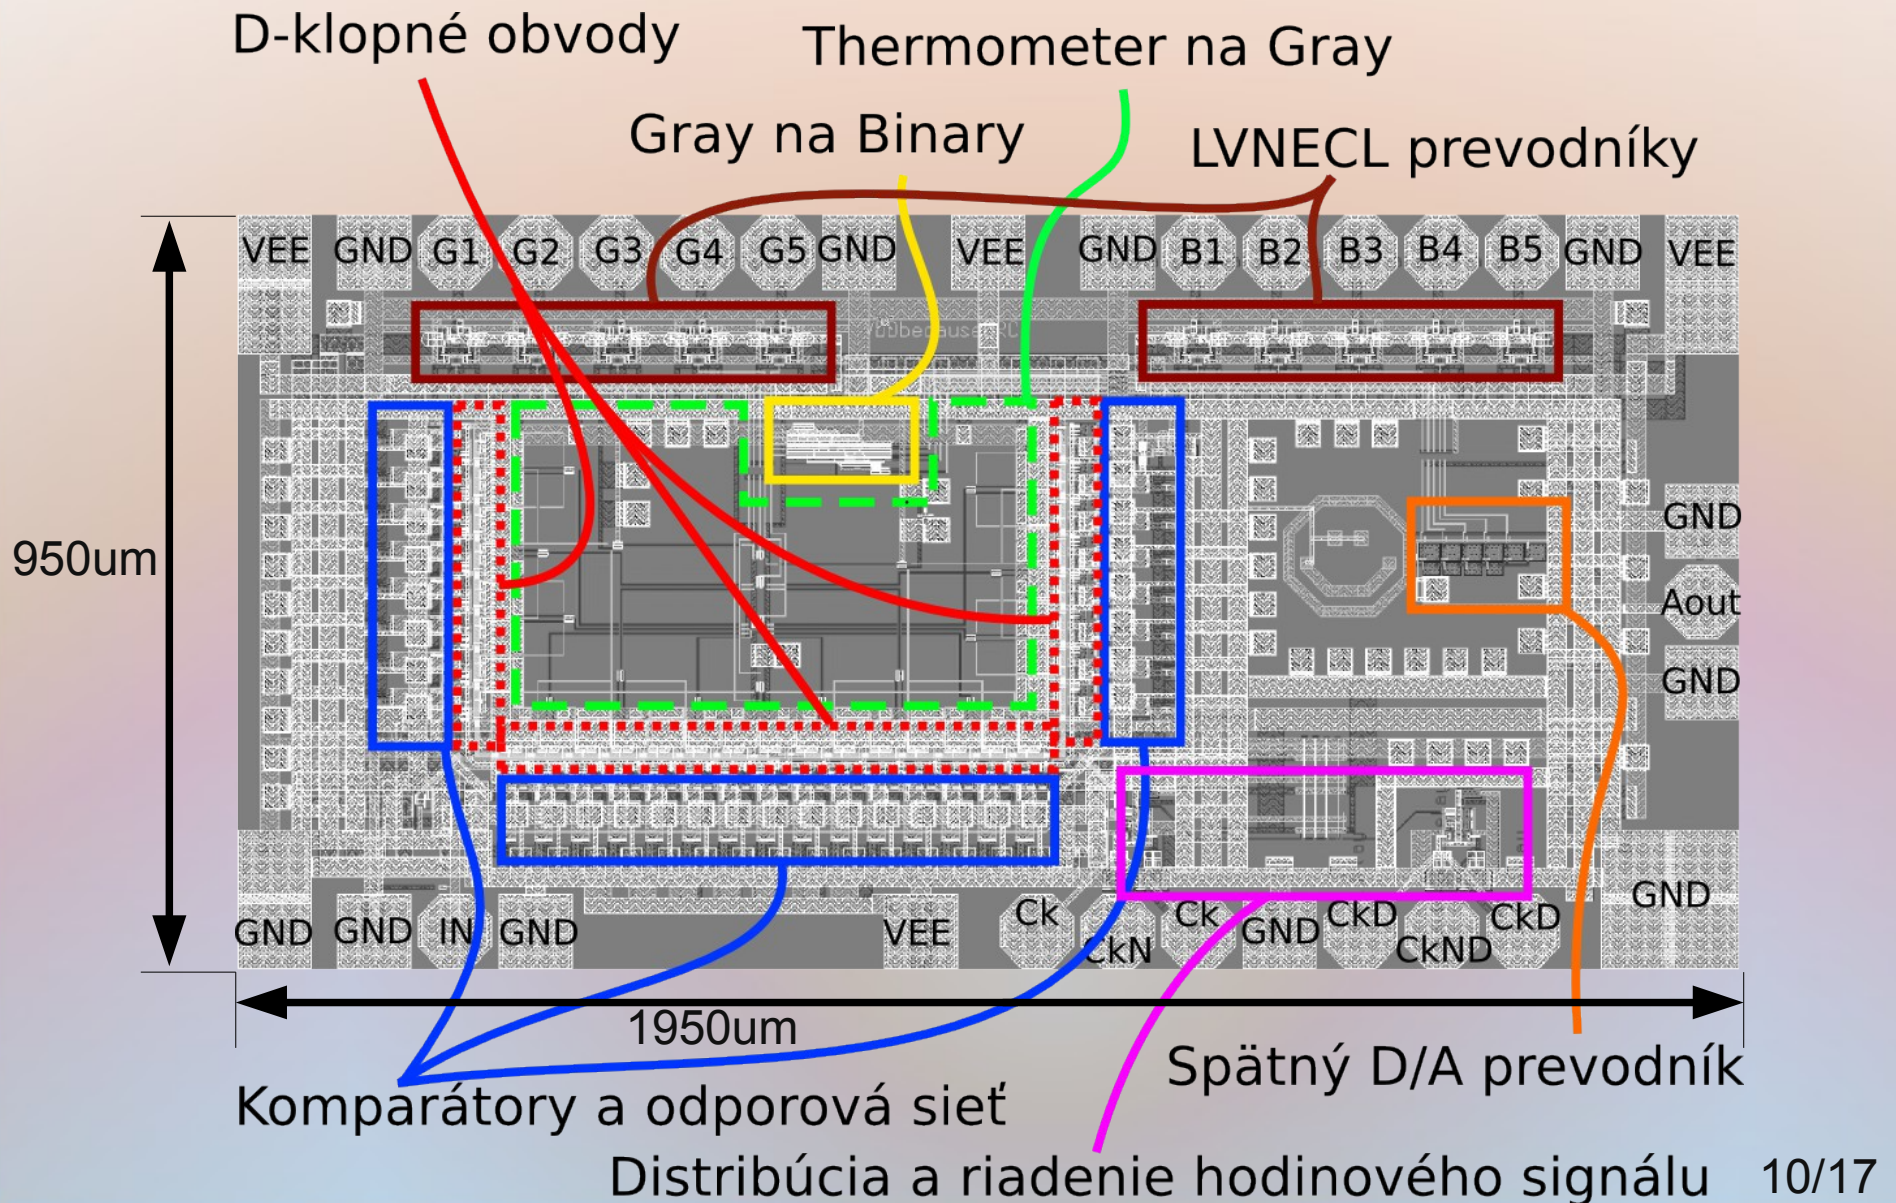 D-klopné obvody
Thermometer na Gray
Gray na Binary
LVNECL prevodníky
VEE GND G1 G2 G3 G4 G5 GND VEE GND B1 B2 B3 B4 B5 GND VEE
950um
GND
Aout
GND
GND
GND GND IN GND VEE Ck CkN Ck GND CkD CkND CkD
1950um
Spätný D/A prevodník
Komparátory a odporová sieť
Distribúcia a riadenie hodinového signálu
10/17